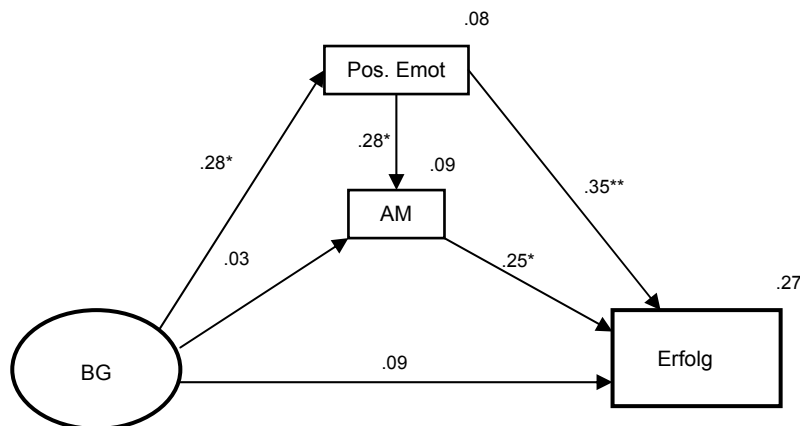 .08
Pos. Emot
.28*
.28*
.09
.35**
AM
.03
.25*
.27
BG
.09
Erfolg